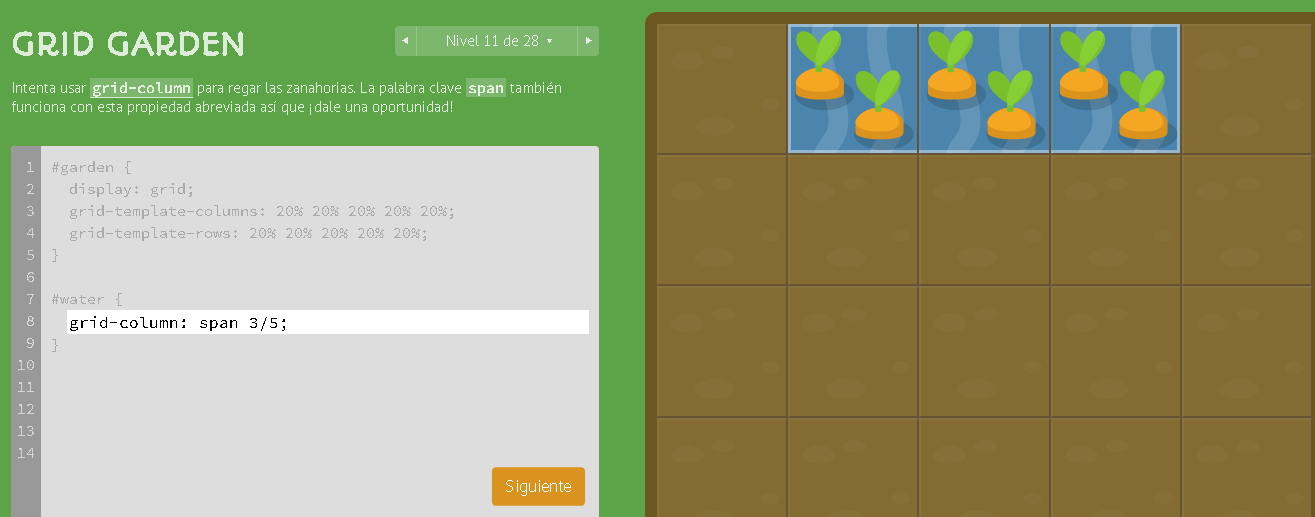 GRID GARDEN
Nivel 11 de 28
Intenta usar grid-column para regar las zanahorias. La palabra clave span también
funciona con esta propiedad abreviada así que ¡dale una oportunidad!
1 #garden {
2 display: grid;
3 grid-template-columns: 20% 20% 20% 20% 20%;
4 grid-template-rows: 20% 20% 20% 20% 20%;
5 }
6
7 #water {
8 grid-column: span 3/5;
9 }
10
11
12
13
14
Siguiente